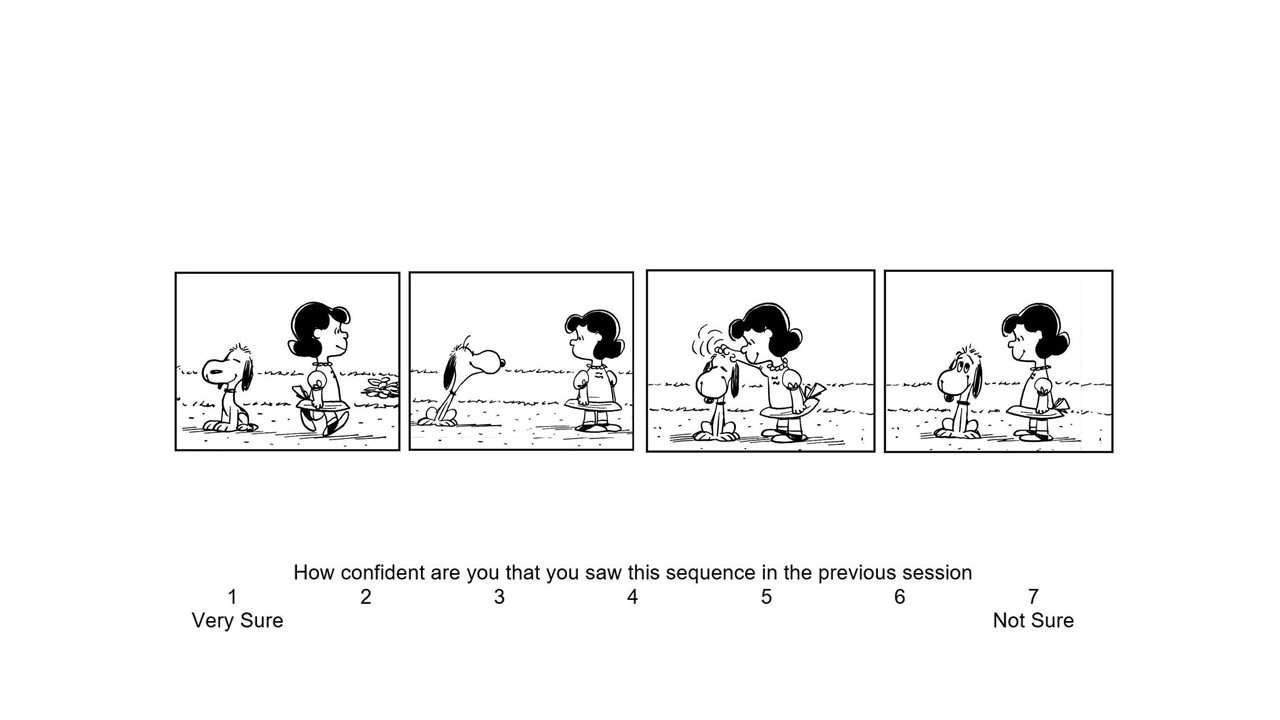 How confident are you that you saw this sequence in the previous session
1 2 3 4 5 6 7
Very Sure Not Sure